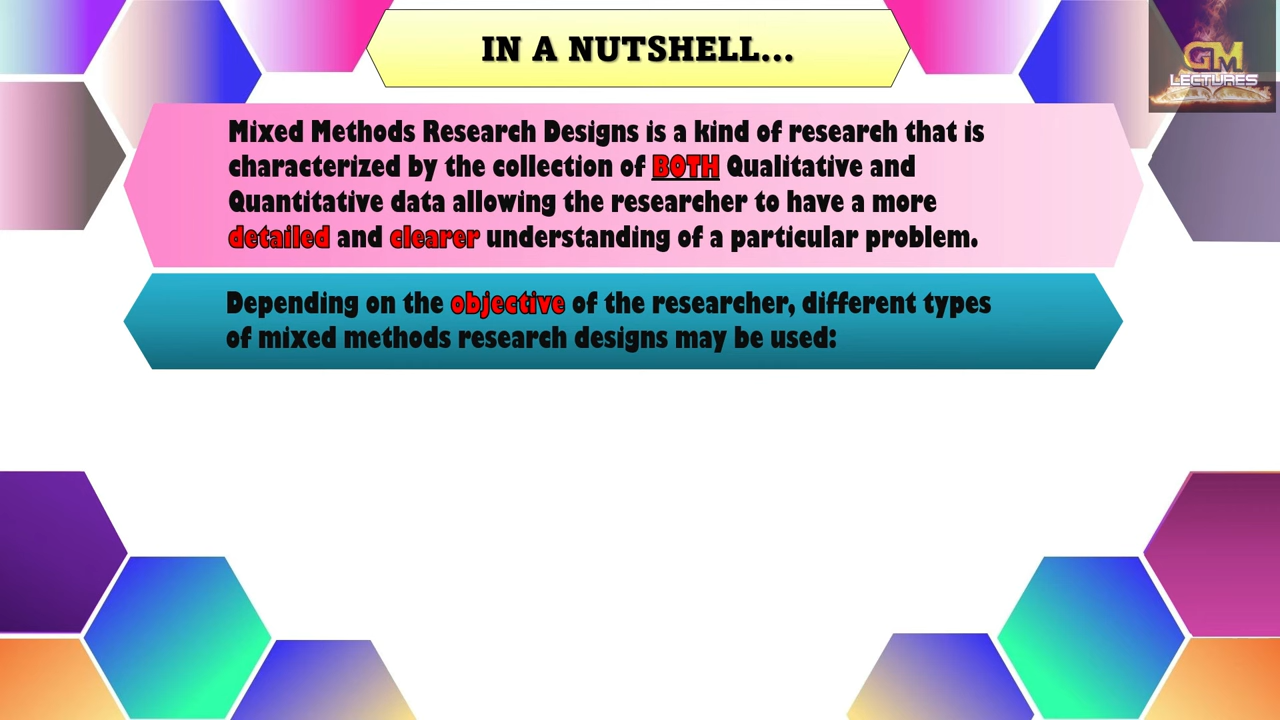 IN A NUTSHELL...
GM
LECTURES
Mixed Methods Research Designs is a kind of research that is
characterized by the collection of BOTH Qualitative and
Quantitative data allowing the researcher to have a more
detailed and clearer understanding of a particular problem.
Depending on the objective of the researcher, different types
of mixed methods research designs may be used: